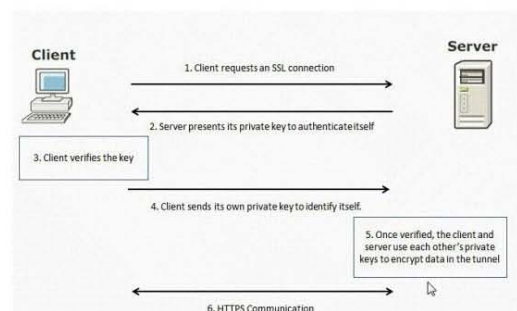 Client
Server
1. Client requests an SSL connection
2. Server presents its private key to authenticate itself
3. Client verifies the key
4. Client sends its own private key to identify itself.
5. Once verified, the client and
server use each other's private
keys to encrypt data in the tunnel
6. HTTPS Communication